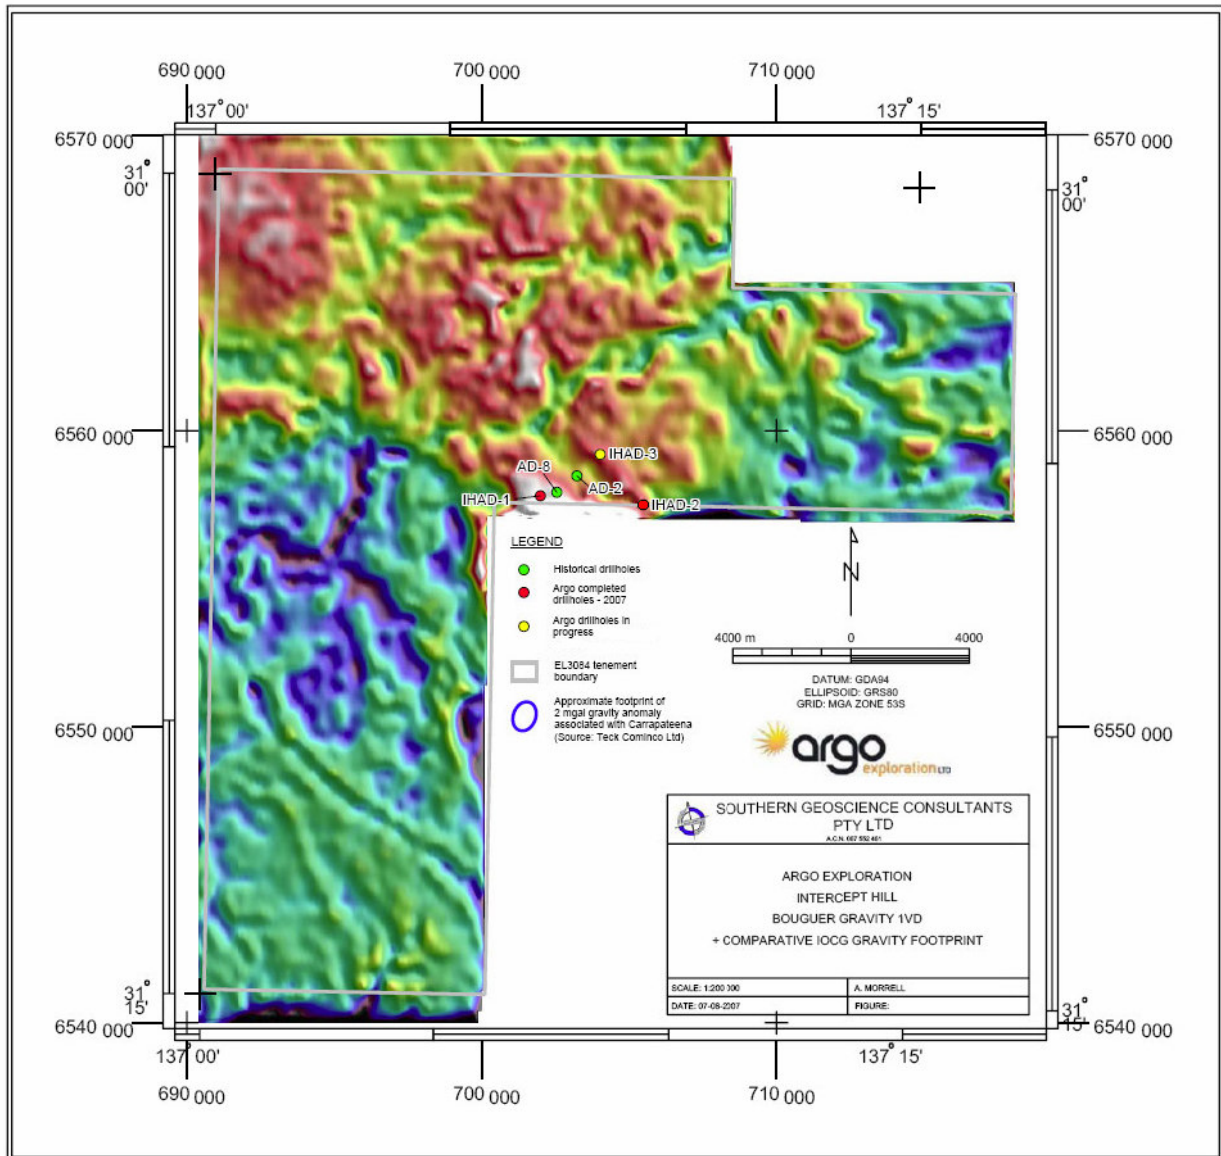 690 000
700 000
710 000
137° 00'
137° 15'
6570 000
6570 000
31° 00'
31° 00'
6560 000
6560 000
IHAD-3
AD-8
AD-2
IHAD-1
IHAD-2
LEGEND
Historical drillholes
Argo completed
drillholes - 2007
Argo drillholes in
progress
EL3084 tenement
boundary
Approximate footprint of
2 mgal gravity anomaly
associated with Carrapateena
(Source: Teck Cominco Ltd)
N
4000 m
0
4000
DATUM: GDA94
ELLIPSOID: GRS80
GRID: MGA ZONE 53S
6550 000
6550 000
argo
exploration LTD
SOUTHERN GEOSCIENCE CONSULTANTS
PTY LTD
ARGO EXPLORATION
INTERCEPT HILL
BOUGUER GRAVITY 1VD
+ COMPARATIVE IOCG GRAVITY FOOTPRINT
SCALE: 1:200 000
A. MORRELL
DATE: 07-08-2007
FIGURE:
31° 15'
31° 15'
6540 000
6540 000
137° 00'
137° 15'
690 000
700 000
710 000